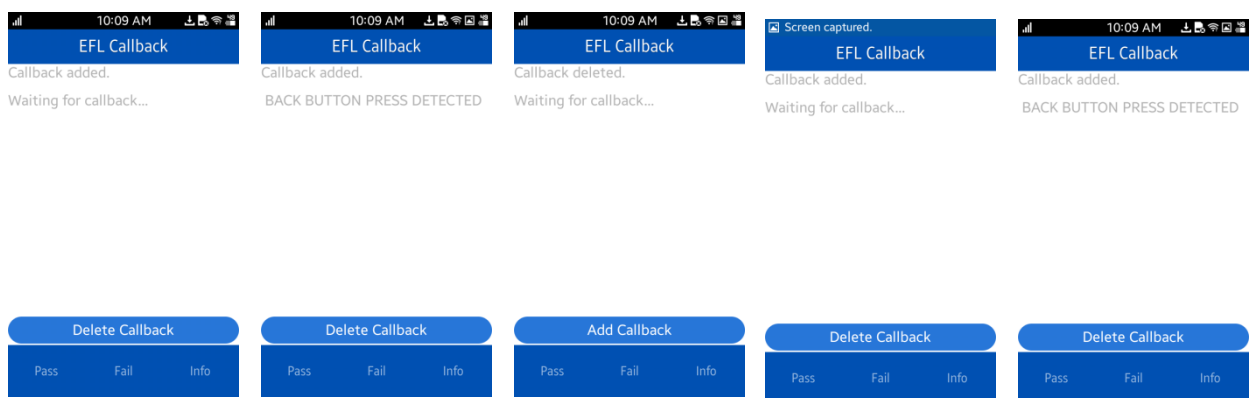 10:09 AM
EFL Callback
Callback added.
Waiting for callback...
Delete Callback
Pass Fail Info
10:09 AM
EFL Callback
Callback added.
BACK BUTTON PRESS DETECTED
Delete Callback
Pass Fail Info
10:09 AM
EFL Callback
Callback deleted.
Waiting for callback...
Add Callback
Pass Fail Info
Screen captured.
EFL Callback
Callback added.
Waiting for callback...
Delete Callback
Pass Fail Info
10:09 AM
EFL Callback
Callback added.
BACK BUTTON PRESS DETECTED
Delete Callback
Pass Fail Info